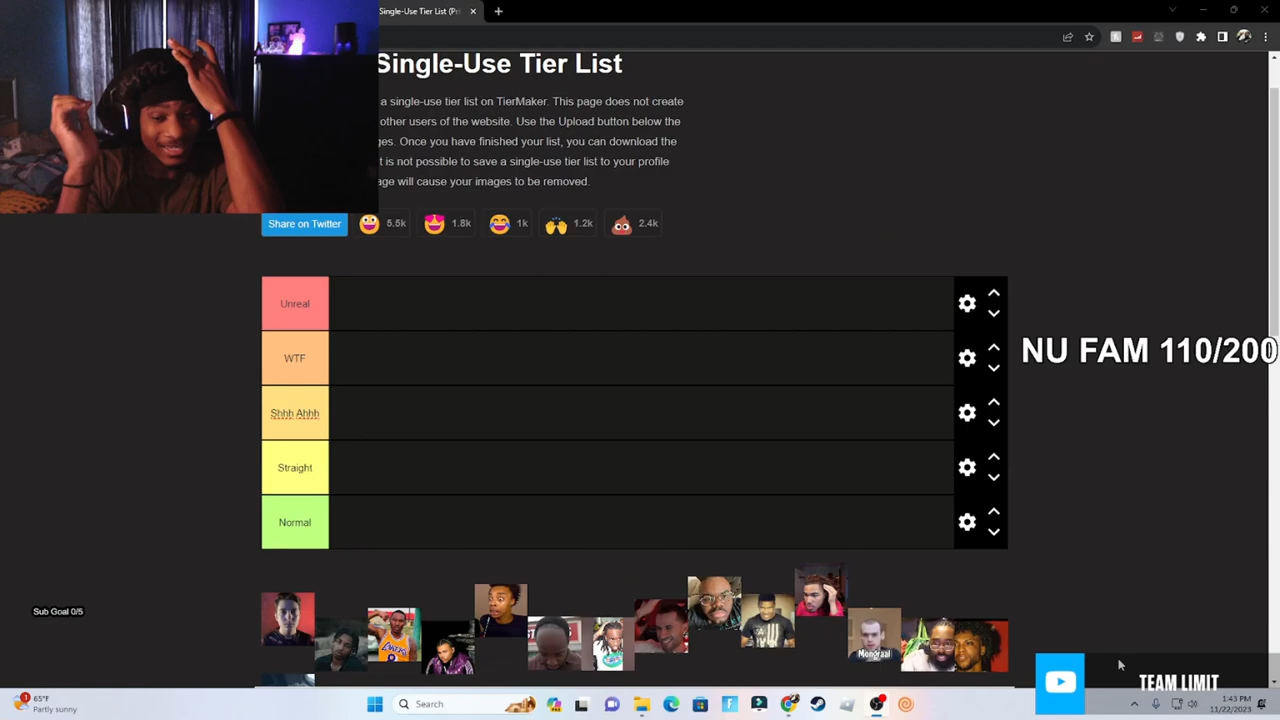 Single-Use Tier List (Pr
Single-Use Tier List
a single-use tier list on TierMaker. This page does not create
other users of the website. Use the Upload button below the
ges. Once you have finished your list, you can download the
t is not possible to save a single-use tier list to your profile
age will cause your images to be removed.
Share on Twitter
5.5k
1.8k
1k
1.2k
2.4k
Unreal
WTF
Shhh Ahhh
Straight
Normal
NU FAM 110/200
Sub Goal 0/5
Mongraal
TEAM LIMIT
1
65°F
Partly sunny
Search
1:43 PM
11/22/2023